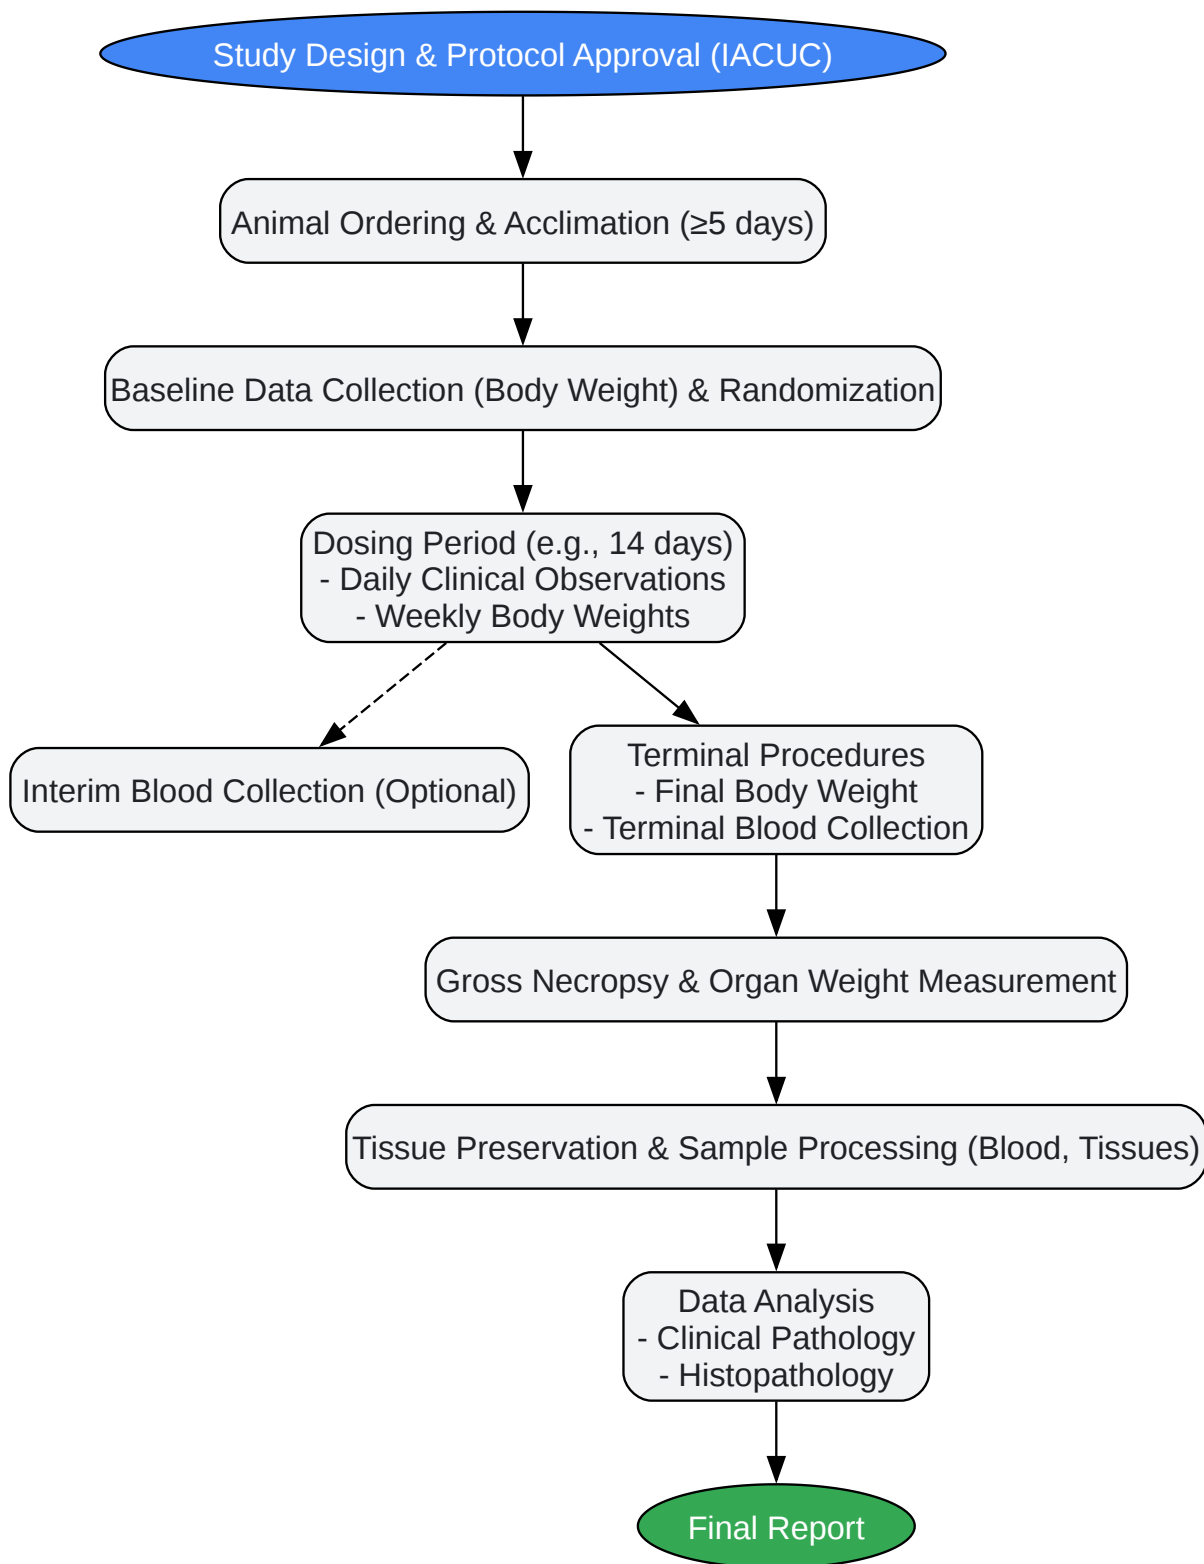 Study Design & Protocol Approval (IACUC)
Animal Ordering & Acclimation (≥5 days)
Baseline Data Collection (Body Weight) & Randomization
Dosing Period (e.g., 14 days)
- Daily Clinical Observations
- Weekly Body Weights
Interim Blood Collection (Optional)
Terminal Procedures
- Final Body Weight
- Terminal Blood Collection
Gross Necropsy & Organ Weight Measurement
Tissue Preservation & Sample Processing (Blood, Tissues)
Data Analysis
- Clinical Pathology
- Histopathology
Final Report